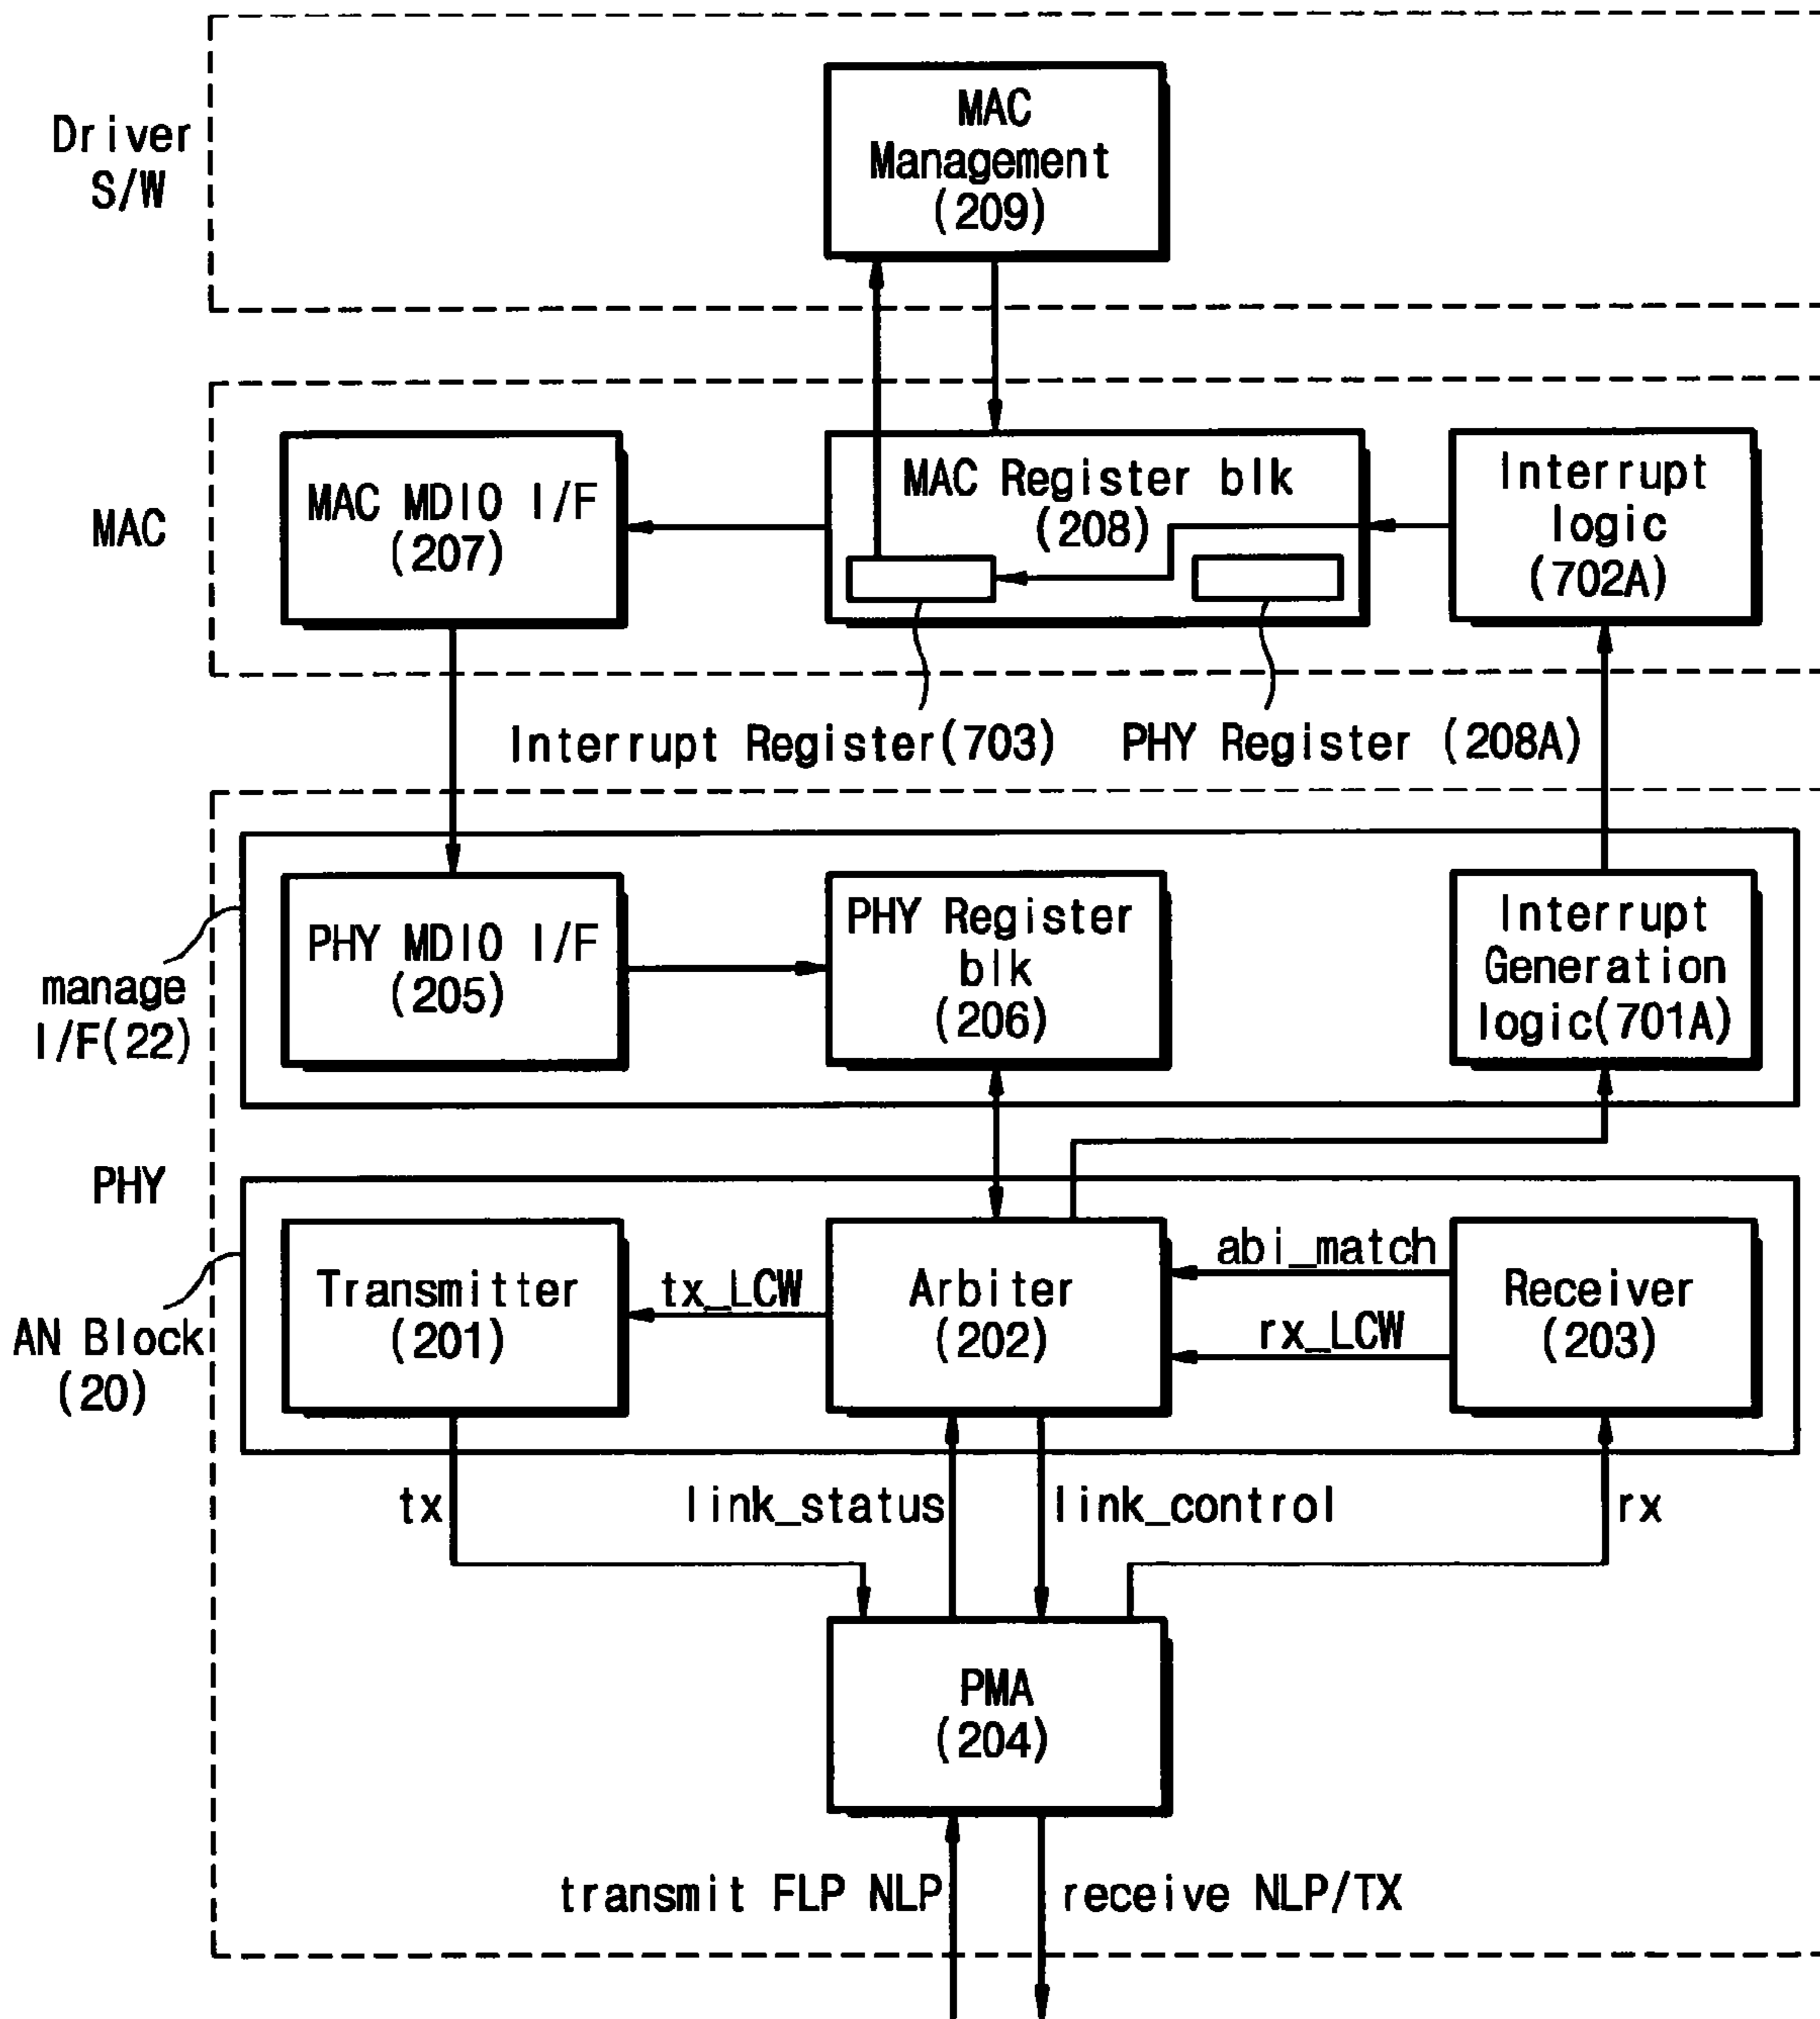 Driver
S/W
MAC
Management
(209)
MAC
MAC MDIO I/F
(207)
MAC Register blk
(208)
Interrupt
logic
(702A)
Interrupt Register(703)
PHY Register (208A)
manage
I/F(22)
PHY MDIO I/F
(205)
PHY Register
blk
(206)
Interrupt
Generation
logic(701A)
PHY
AN Block
(20)
Transmitter
(201)
tx_LCW
Arbiter
(202)
abi_match
rx_LCW
Receiver
(203)
tx
link_status
link_control
rx
PMA
(204)
transmit FLP NLP
receive NLP/TX